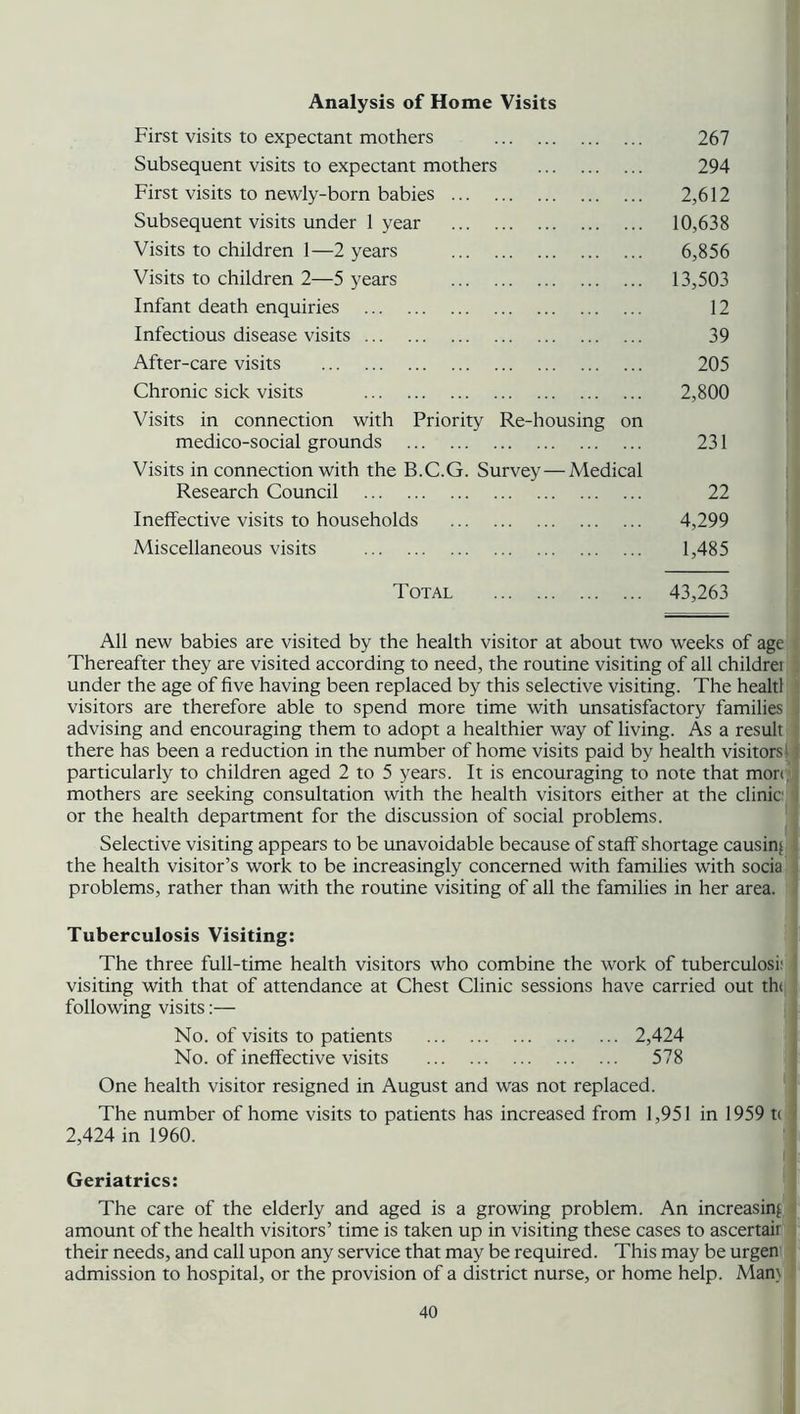 Analysis of Home Visits
First visits to expectant mothers ... ... ... ... 267
Subsequent visits to expectant mothers ... ... ... 294
First visits to newly-born babies ... ... ... ... ... 2,612
Subsequent visits under 1 year ... ... ... ... ... 10,638
Visits to children 1—2 years ... ... ... ... ... 6,856
Visits to children 2—5 years ... ... ... ... ... 13,503
Infant death enquiries ... ... ... ... ... ... ... 12
Infectious disease visits ... ... ... ... ... ... ... 39
After-care visits ... ... ... ... ... ... ... ... 205
Chronic sick visits ... ... ... ... ... ... ... 2,800
Visits in connection with Priority Re-housing on
medico-social grounds ... ... ... ... ... ... 231
Visits in connection with the B.C.G. Survey—Medical
Research Council ... ... ... ... ... ... ... 22
Ineffective visits to households ... ... ... ... ... 4,299
Miscellaneous visits ... ... ... ... ... ... ... 1,485
TOTAL ... ... ... ... 43,263
All new babies are visited by the health visitor at about two weeks of age
Thereafter they are visited according to need, the routine visiting of all childrei
under the age of five having been replaced by this selective visiting. The healtl
visitors are therefore able to spend more time with unsatisfactory families
advising and encouraging them to adopt a healthier way of living. As a result
there has been a reduction in the number of home visits paid by health visitors
particularly to children aged 2 to 5 years. It is encouraging to note that mor
mothers are seeking consultation with the health visitors either at the clinic
or the health department for the discussion of social problems.
Selective visiting appears to be unavoidable because of staff shortage causin
the health visitor's work to be increasingly concerned with families with socia
problems, rather than with the routine visiting of all the families in her area.
Tuberculosis Visiting:
The three full-time health visitors who combine the work of tuberculosi
visiting with that of attendance at Chest Clinic sessions have carried out th
following visits:—
No. of visits to patients ... ... ... ... ... 2,424
No. of ineffective visits ... ... ... ... ... 578
One health visitor resigned in August and was not replaced.
The number of home visits to patients has increased from 1,951 in 1959 t
2,424 in 1960.
Geriatrics:
The care of the elderly and aged is a growing problem. An increasin
amount of the health visitors' time is taken up in visiting these cases to ascertair
their needs, and call upon any service that may be required. This may be urgen
admission to hospital, or the provision of a district nurse, or home help. Man
40